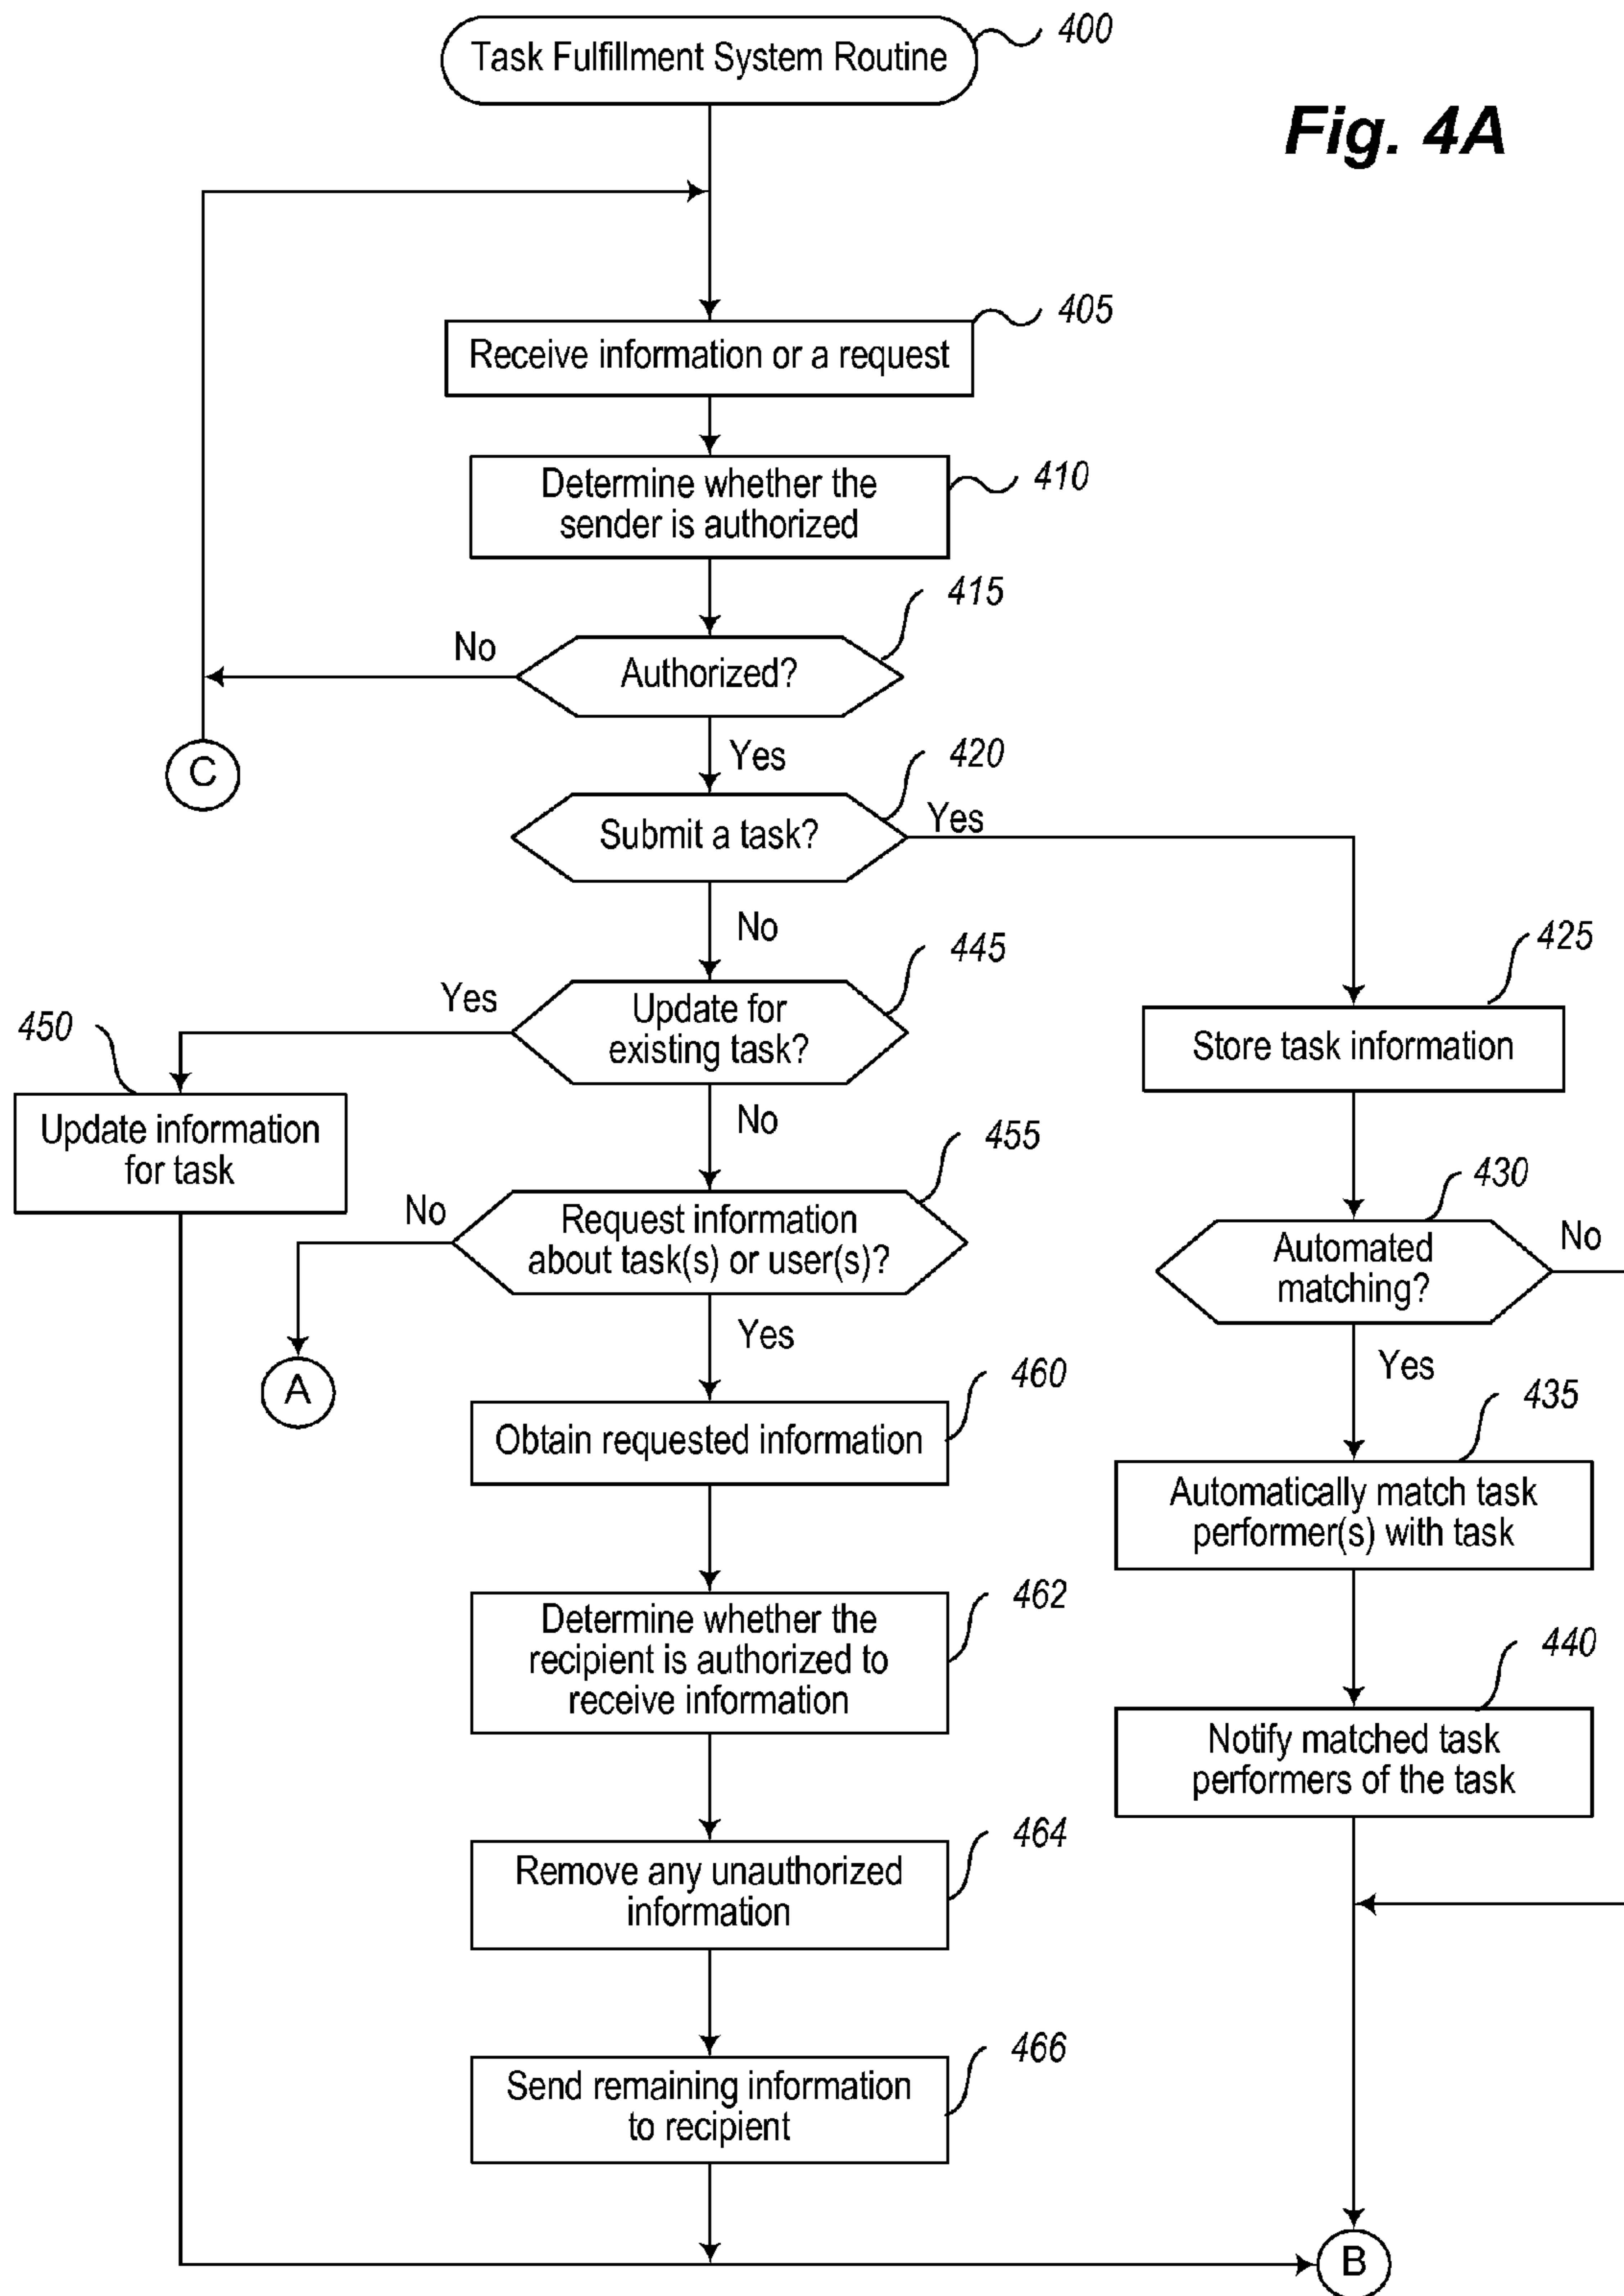 Task Fulfillment System Routine
400
Fig. 4A
405
Receive information or a request
Determine whether the
sender is authorized
410
415
No
Authorized?
C
Yes
420
Submit a task?
Yes
No
445
425
Yes
Update for
existing task?
450
Store task information
Update information
for task
No
455
430
No
Request information
about task(s) or user(s)?
Automated
matching?
No
A
Yes
Yes
460
435
Obtain requested information
Automatically match task
performer(s) with task
462
Determine whether the
recipient is authorized to
receive information
440
Notify matched task
performers of the task
464
Remove any unauthorized
information
466
Send remaining information
to recipient
B